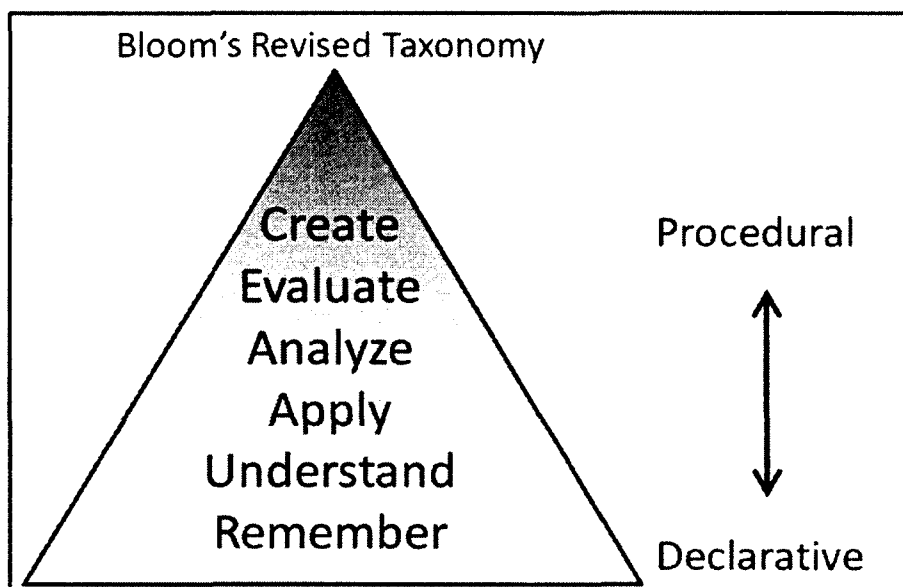 Bloom's Revised Taxonomy
Create
Evaluate
Analyze
Apply
Understand
Remember
Procedural
Declarative